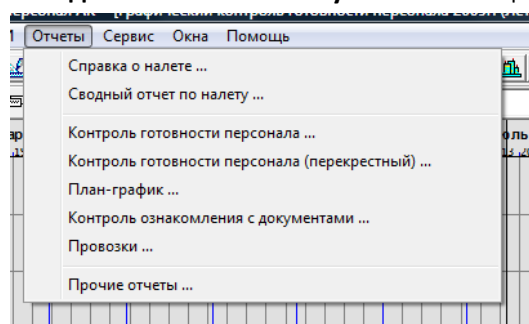 Отчеты Сервис Окна Помощь
Справка о налете ...
Сводный отчет по налету ...
Контроль готовности персонала ...
Контроль готовности персонала (перекрестный) ...
План-график ...
Контроль ознакомления с документами ...
Провозки ...
Прочие отчеты ...